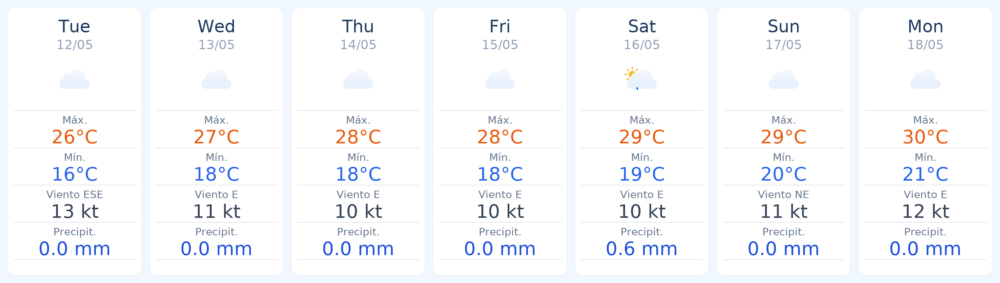 Tue
12/05
Máx.
26°C
Mín.
16°C
Viento ESE
13 kt
Precipit.
0.0 mm
Wed
13/05
Máx.
27°C
Mín.
18°C
Viento E
11 kt
Precipit.
0.0 mm
Thu
14/05
Máx.
28°C
Mín.
18°C
Viento E
10 kt
Precipit.
0.0 mm
Fri
15/05
Máx.
28°C
Mín.
18°C
Viento E
10 kt
Precipit.
0.0 mm
Sat
16/05
Máx.
29°C
Mín.
19°C
Viento E
10 kt
Precipit.
0.6 mm
Sun
17/05
Máx.
29°C
Mín.
20°C
Viento NE
11 kt
Precipit.
0.0 mm
Mon
18/05
Máx.
30°C
Mín.
21°C
Viento E
12 kt
Precipit.
0.0 mm